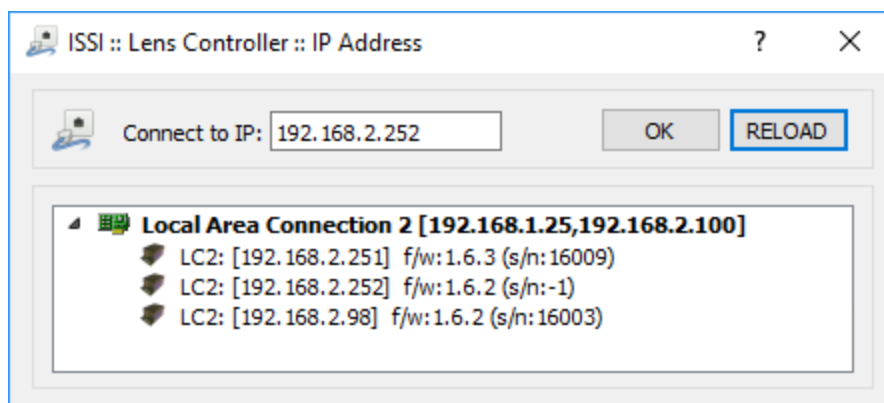 ISSI :: Lens Controller :: IP Address
Connect to IP: 192.168.2.252 OK RELOAD
Local Area Connection 2 [192.168.1.25,192.168.2.100]
LC2: [192.168.2.251] f/w:1.6.3 (s/n:16009)
LC2: [192.168.2.252] f/w:1.6.2 (s/n:-1)
LC2: [192.168.2.98] f/w:1.6.2 (s/n:16003)